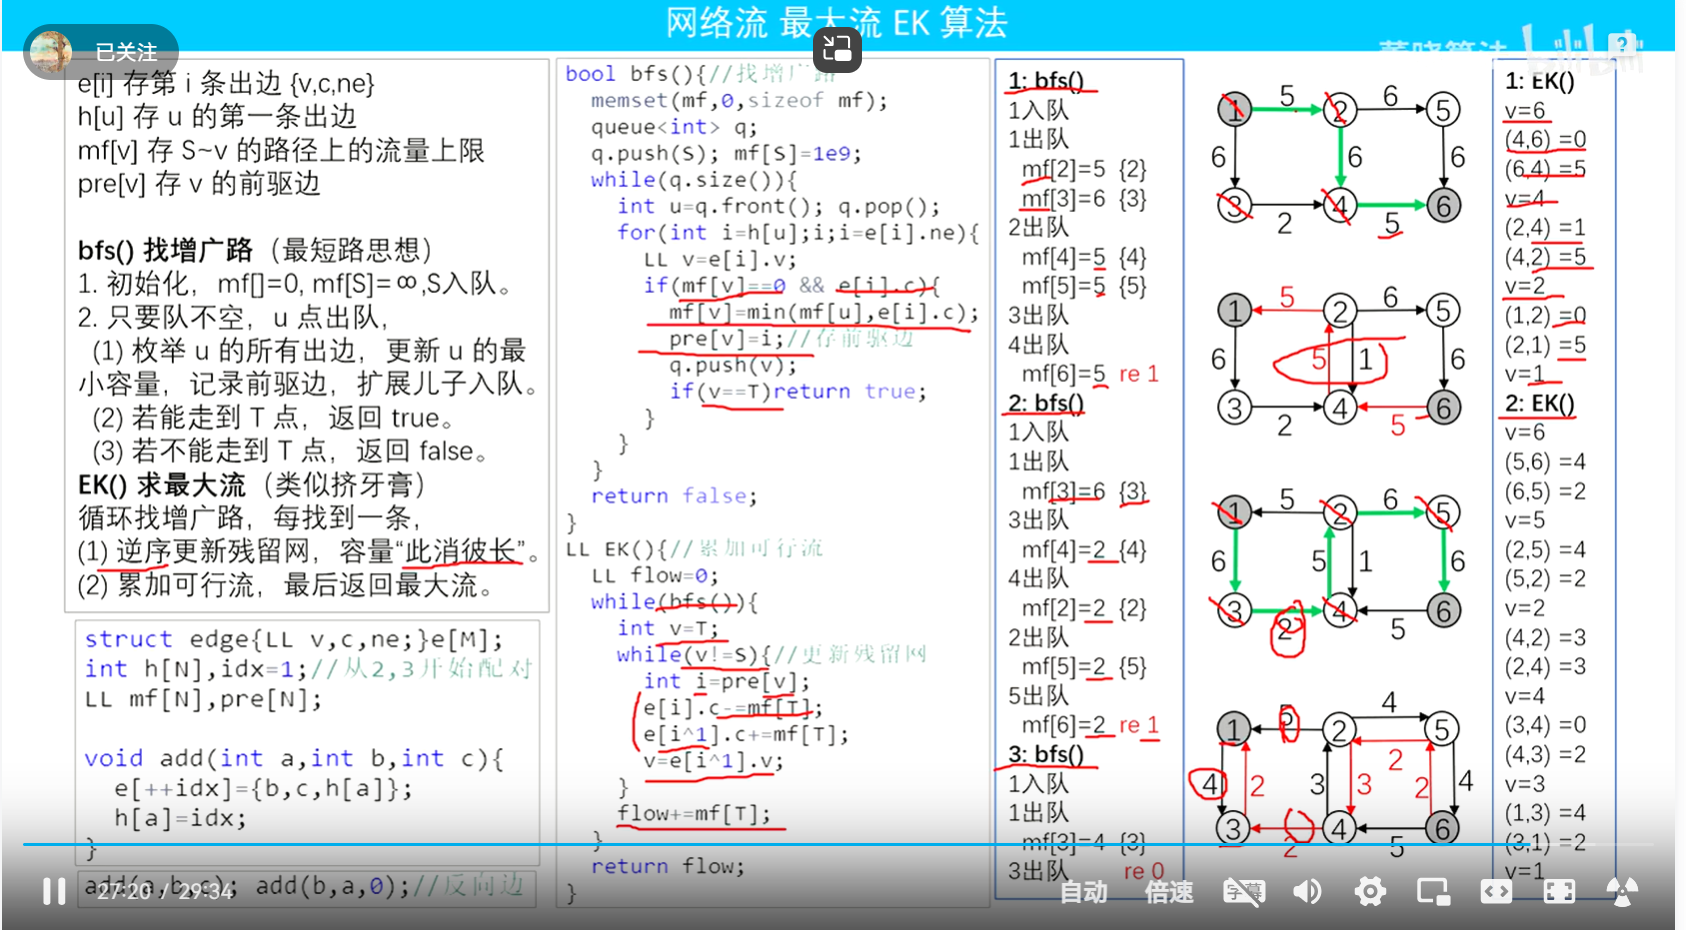 网络流 最大流 EK 算法
已关注
e[i] 存第 i 条出边 {v,c,ne}
h[u] 存 u 的第一条出边
mf[v] 存 S~v 的路径上的流量上限
pre[v] 存 v 的前驱边
bfs() 找增广路（最短路思想）
1. 初始化，mf[]=0, mf[S]=∞,S入队。
2. 只要队不空，u 点出队，
(1) 枚举 u 的所有出边，更新 u 的最
小容量，记录前驱边，扩展儿子入队。
(2) 若能走到 T 点，返回 true。
(3) 若不能走到 T 点，返回 false。
EK() 求最大流（类似挤牙膏）
循环找增广路，每找到一条，
(1) 逆序更新残留网，容量“此消彼长”。
(2) 累加可行流，最后返回最大流。
struct edge{LL v,c,ne;}e[M];
int h[N],idx=1;//从2,3开始配对
LL mf[N],pre[N];
void add(int a,int b,int c){
e[++idx]={b,c,h[a]};
h[a]=idx;
}
add(a,b,c); add(b,a,0);//反向边
bool bfs(){//找增广路
memset(mf,0,sizeof mf);
queue<int> q;
q.push(S); mf[S]=1e9;
while(q.size()){
int u=q.front(); q.pop();
for(int i=h[u];i;i=e[i].ne){
LL v=e[i].v;
if(mf[v]==0 && e[i].c){
mf[v]=min(mf[u],e[i].c);
pre[v]=i;//存前驱边
q.push(v);
if(v==T)return true;
}
}
}
return false;
}
LL EK(){//累加可行流
LL flow=0;
while(bfs()){
int v=T;
while(v!=S){//更新残留网
int i=pre[v];
e[i].c-=mf[T];
e[i^1].c+=mf[T];
v=e[i^1].v;
}
flow+=mf[T];
}
return flow;
}
1: bfs()
1入队
1出队
mf[2]=5 {2}
mf[3]=6 {3}
2出队
mf[4]=5 {4}
mf[5]=5 {5}
3出队
4出队
mf[6]=5 re 1
2: bfs()
1入队
1出队
mf[3]=6 {3}
3出队
mf[4]=2 {4}
4出队
mf[2]=2 {2}
2出队
mf[5]=2 {5}
5出队
mf[6]=2 re 1
3: bfs()
1入队
1出队
mf[3]=4 {3}
3出队 re 0
5 6
1 2 5
6 6 6
3 4 6
2 5
5 6
1 2 5
6 5 1 6
3 4 6
2 5
5 6
1 2 5
6 5 1 6
3 4 6
2 5
5 4
1 2 5
2
4 2 3 3 2 4
3 4 6
2 5
1: EK()
v=6
(4,6) =0
(6,4) =5
v=4
(2,4) =1
(4,2) =5
v=2
(1,2) =0
(2,1) =5
v=1
2: EK()
v=6
(5,6) =4
(6,5) =2
v=5
(2,5) =4
(5,2) =2
v=2
(4,2) =3
(2,4) =3
v=4
(3,4) =0
(4,3) =2
v=3
(1,3) =4
(3,1) =2
v=1
27:20 / 29:34
自动
倍速
字幕